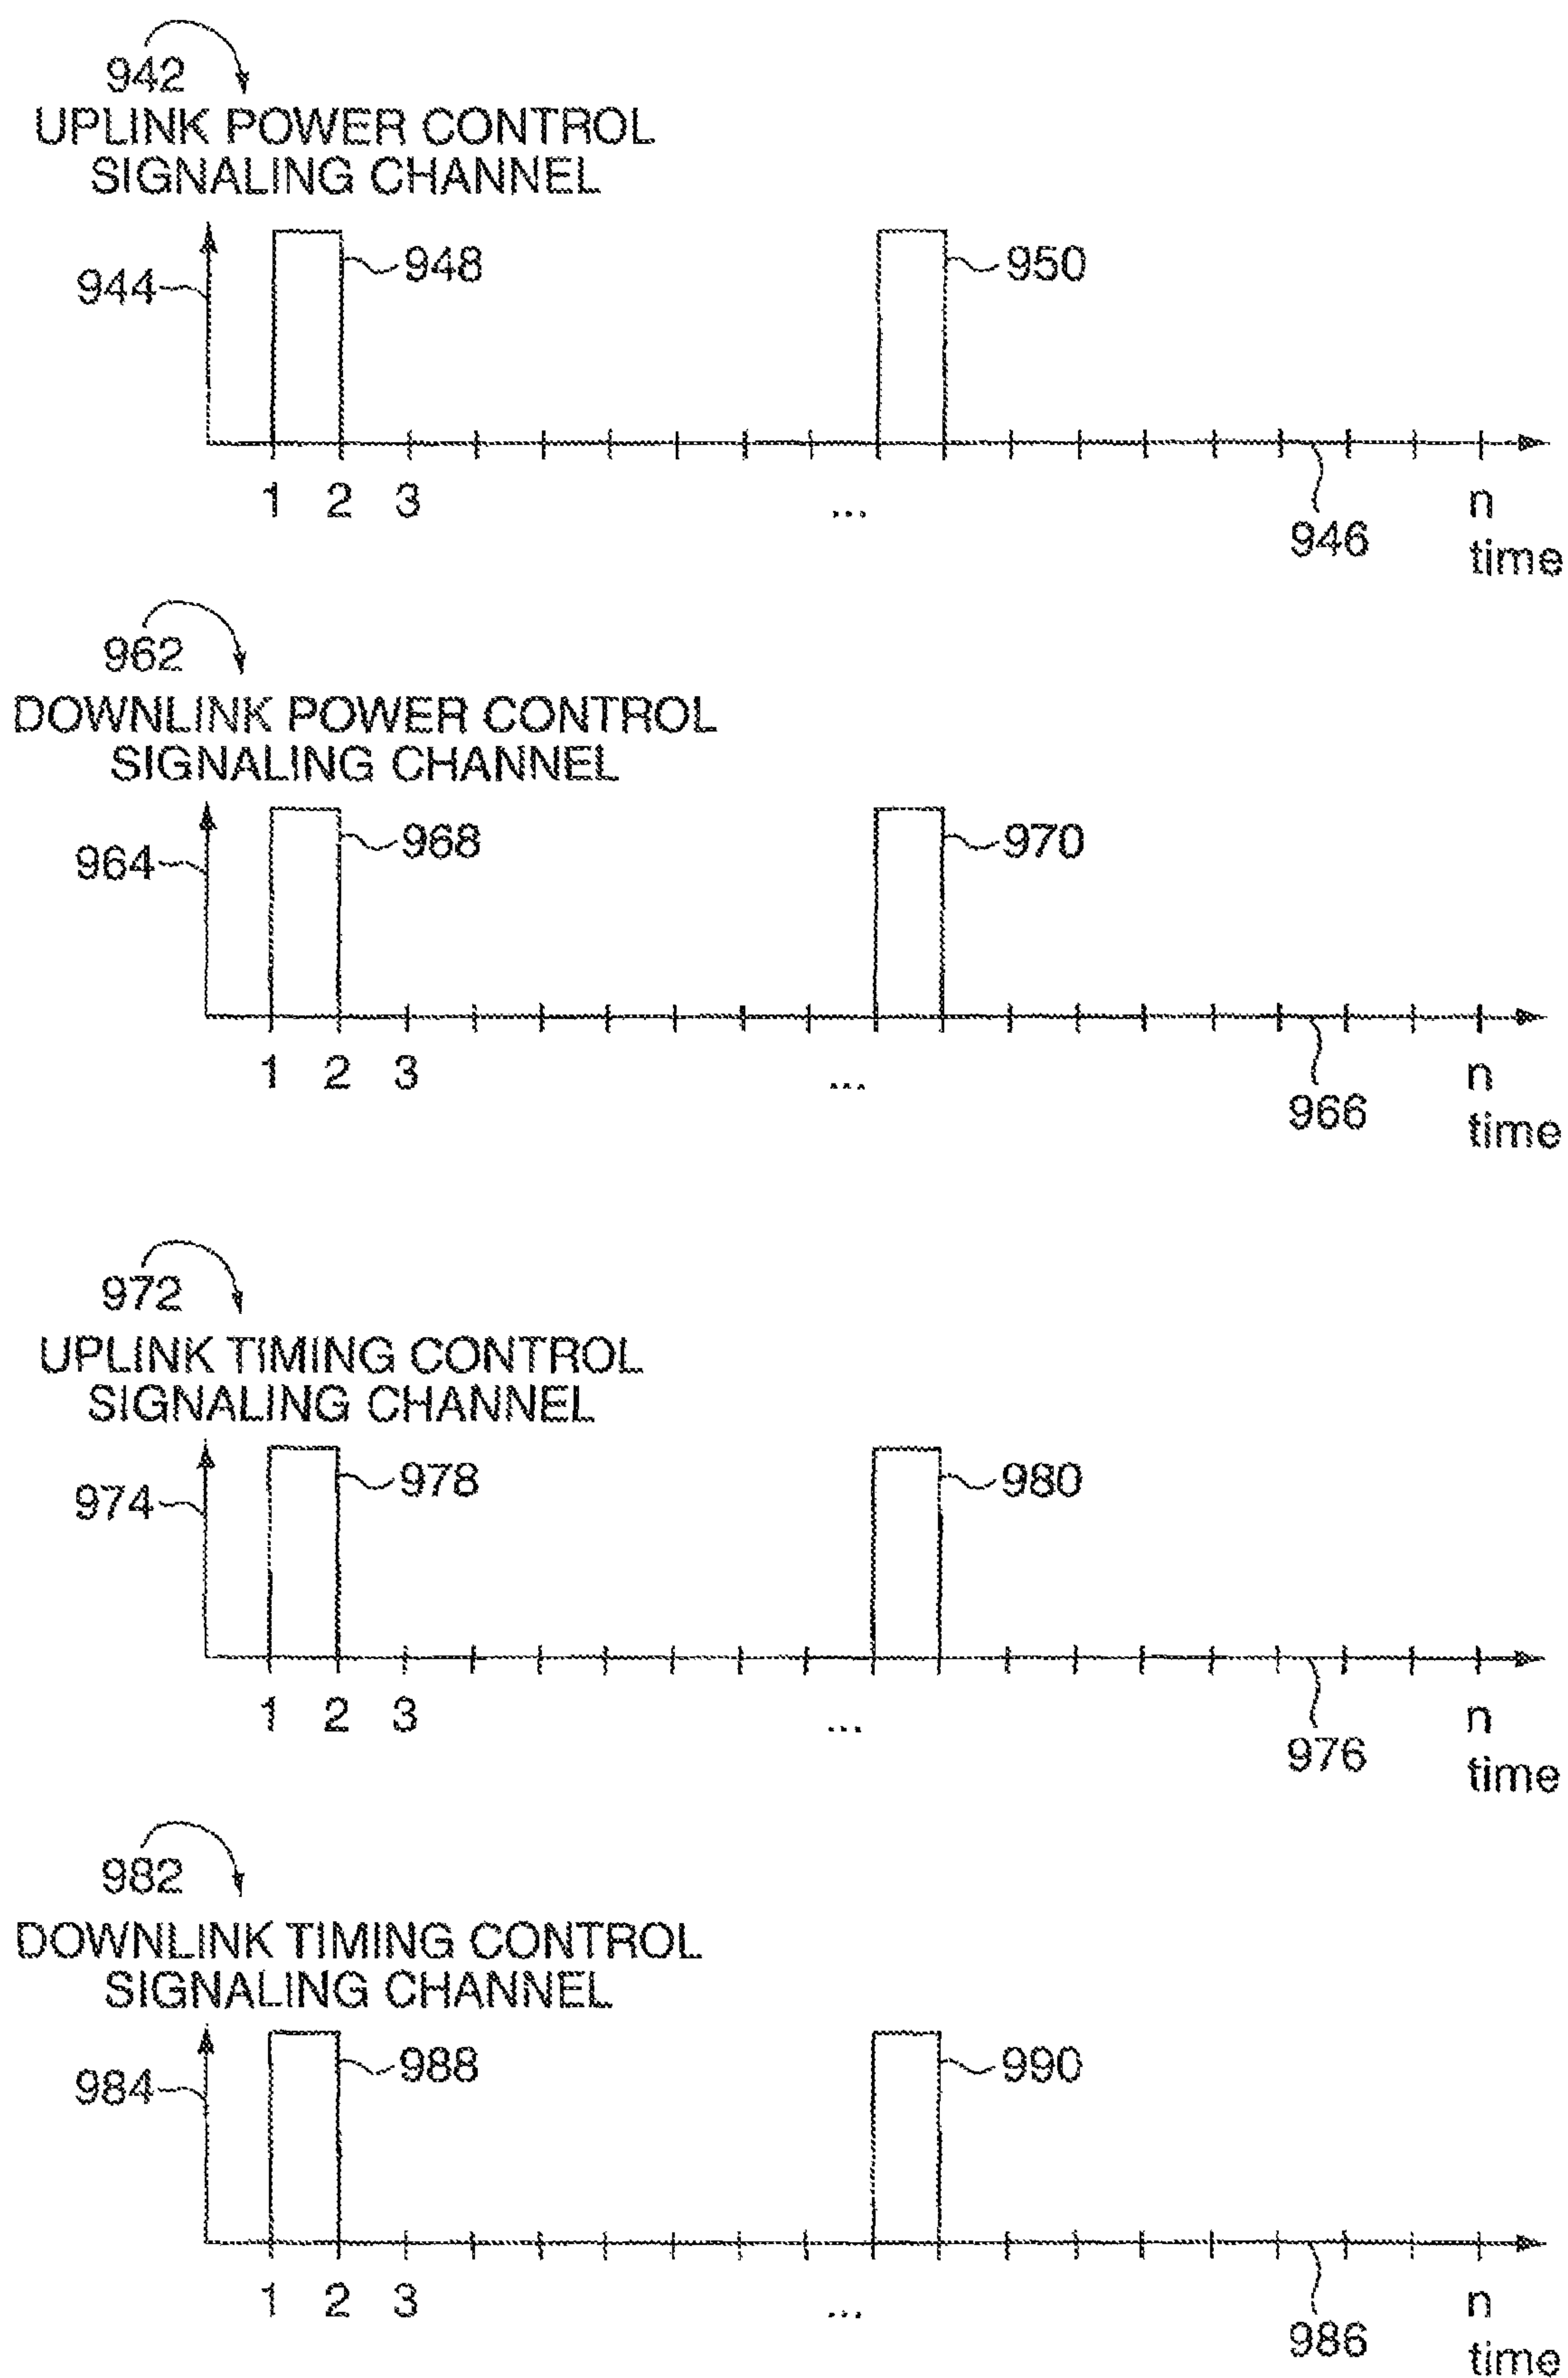 942
UPLINK POWER CONTROL
SIGNALING CHANNEL
944
948
950
1 2 3 ... n
946
time
962
DOWNLINK POWER CONTROL
SIGNALING CHANNEL
964
968
970
1 2 3 ... n
966
time
972
UPLINK TIMING CONTROL
SIGNALING CHANNEL
974
978
980
1 2 3 ... n
976
time
982
DOWNLINK TIMING CONTROL
SIGNALING CHANNEL
984
988
990
1 2 3 ... n
986
time